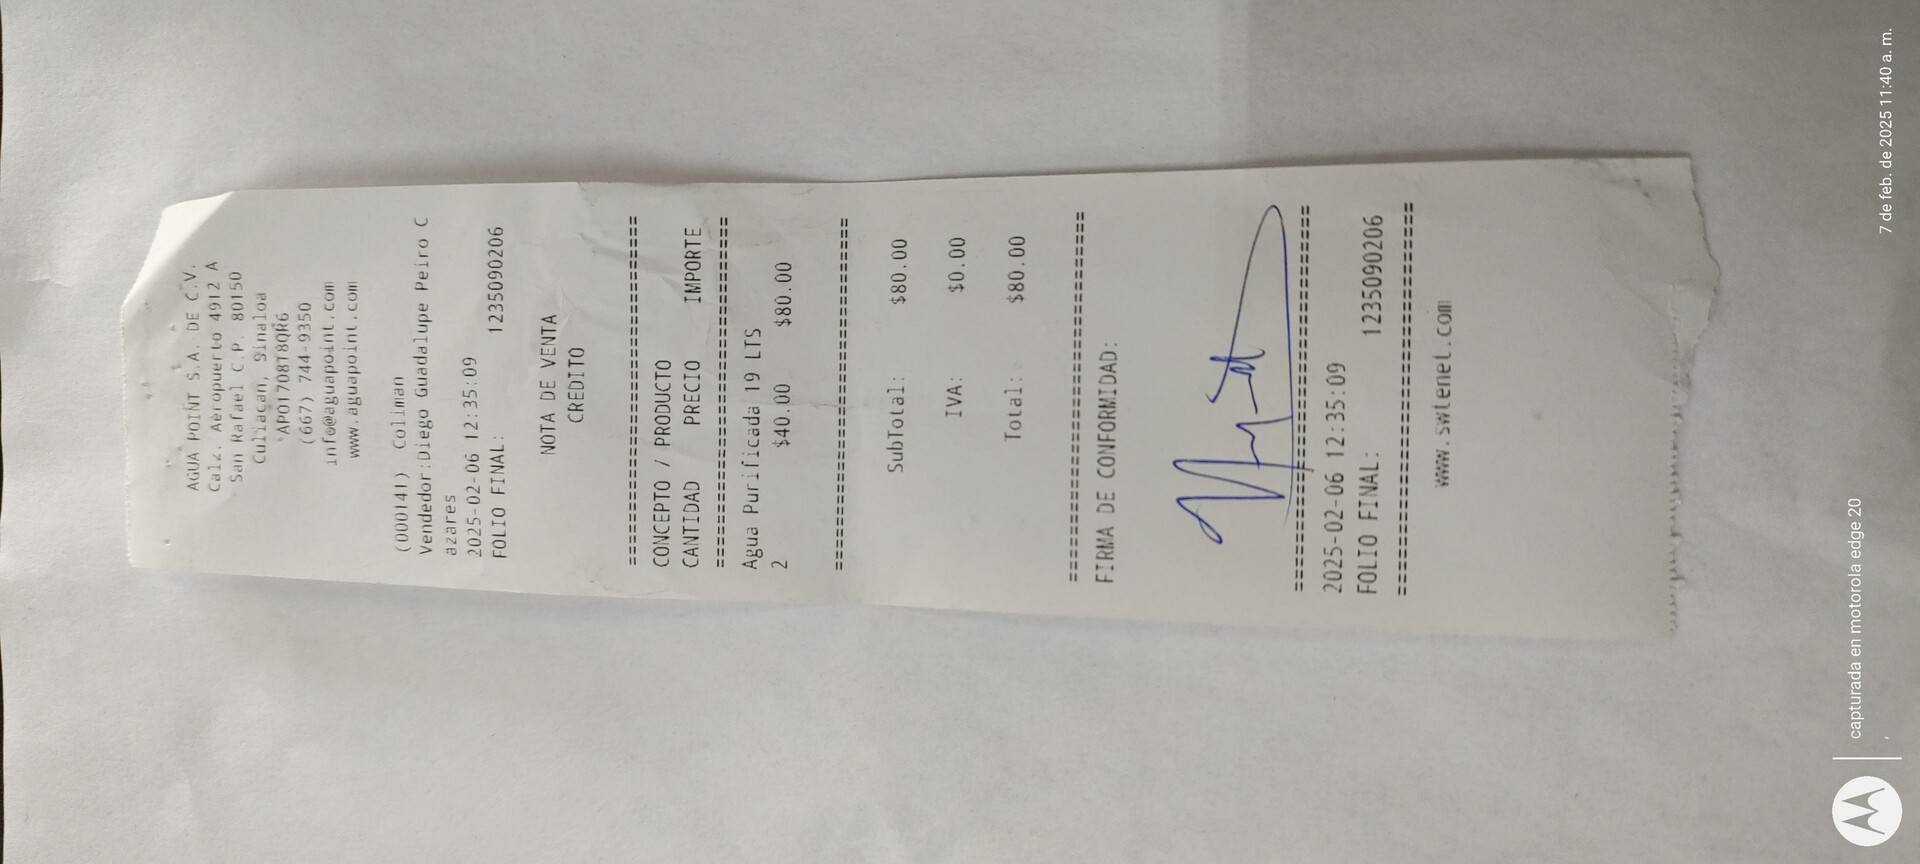 AGUA POINT S.A. DE C.V.
Calz. Aeropuerto 4912 A
San Rafael C.P. 80150
Culiacan, Sinaloa
APO170818QR6
(667) 744-9350
info@aguapoint.com
www.aguapoint.com
(000141) Coliman
Vendedor:Diego Guadalupe Peiro C
azares
2025-02-06 12:35:09
FOLIO FINAL: 1235090206
NOTA DE VENTA
CREDITO
================================
CONCEPTO / PRODUCTO
CANTIDAD PRECIO IMPORTE
================================
Agua Purificada 19 LTS
2 $40.00 $80.00
================================
SubTotal: $80.00
IVA: $0.00
Total: $80.00
================================
FIRMA DE CONFORMIDAD:
================================
2025-02-06 12:35:09
FOLIO FINAL: 1235090206
================================
www.swtenet.com
capturada en motorola edge 20
7 de feb. de 2025 11:40 a. m.